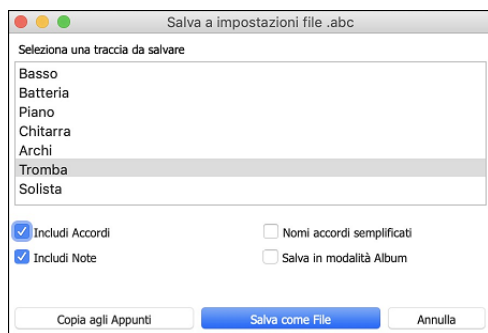 Salva a impostazioni file .abc
Seleziona una traccia da salvare
Basso
Batteria
Piano
Chitarra
Archi
Tromba
Solista
Includi Accordi
Nomi accordi semplificati
Includi Note
Salva in modalità Album
Copia agli Appunti
Salva come File
Annulla